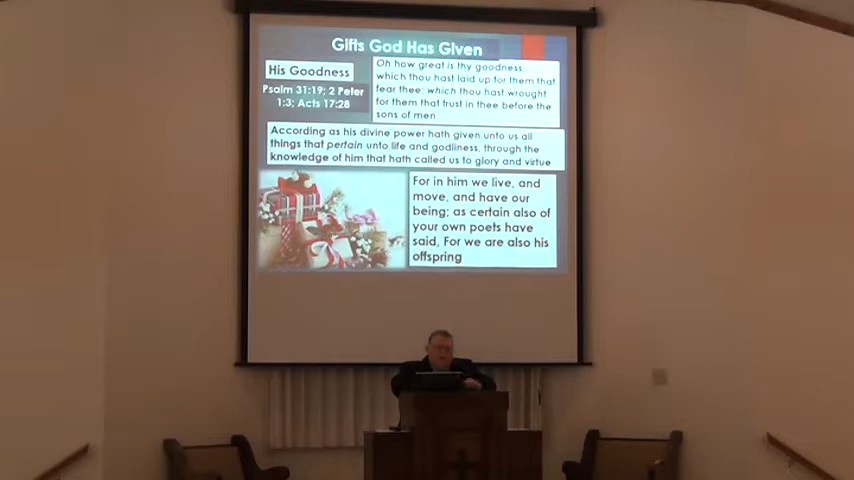 Gifts God Has Given
His Goodness
Psalm 31:19; 2 Peter
1:3; Acts 17:28
Oh how great is thy goodness,
which thou hast laid up for them that
fear thee; which thou hast wrought
for them that trust in thee before the
sons of men
According as his divine power hath given unto us all
things that pertain unto life and godliness, through the
knowledge of him that hath called us to glory and virtue
For in him we live, and
move, and have our
being; as certain also of
your own poets have
said, For we are also his
offspring